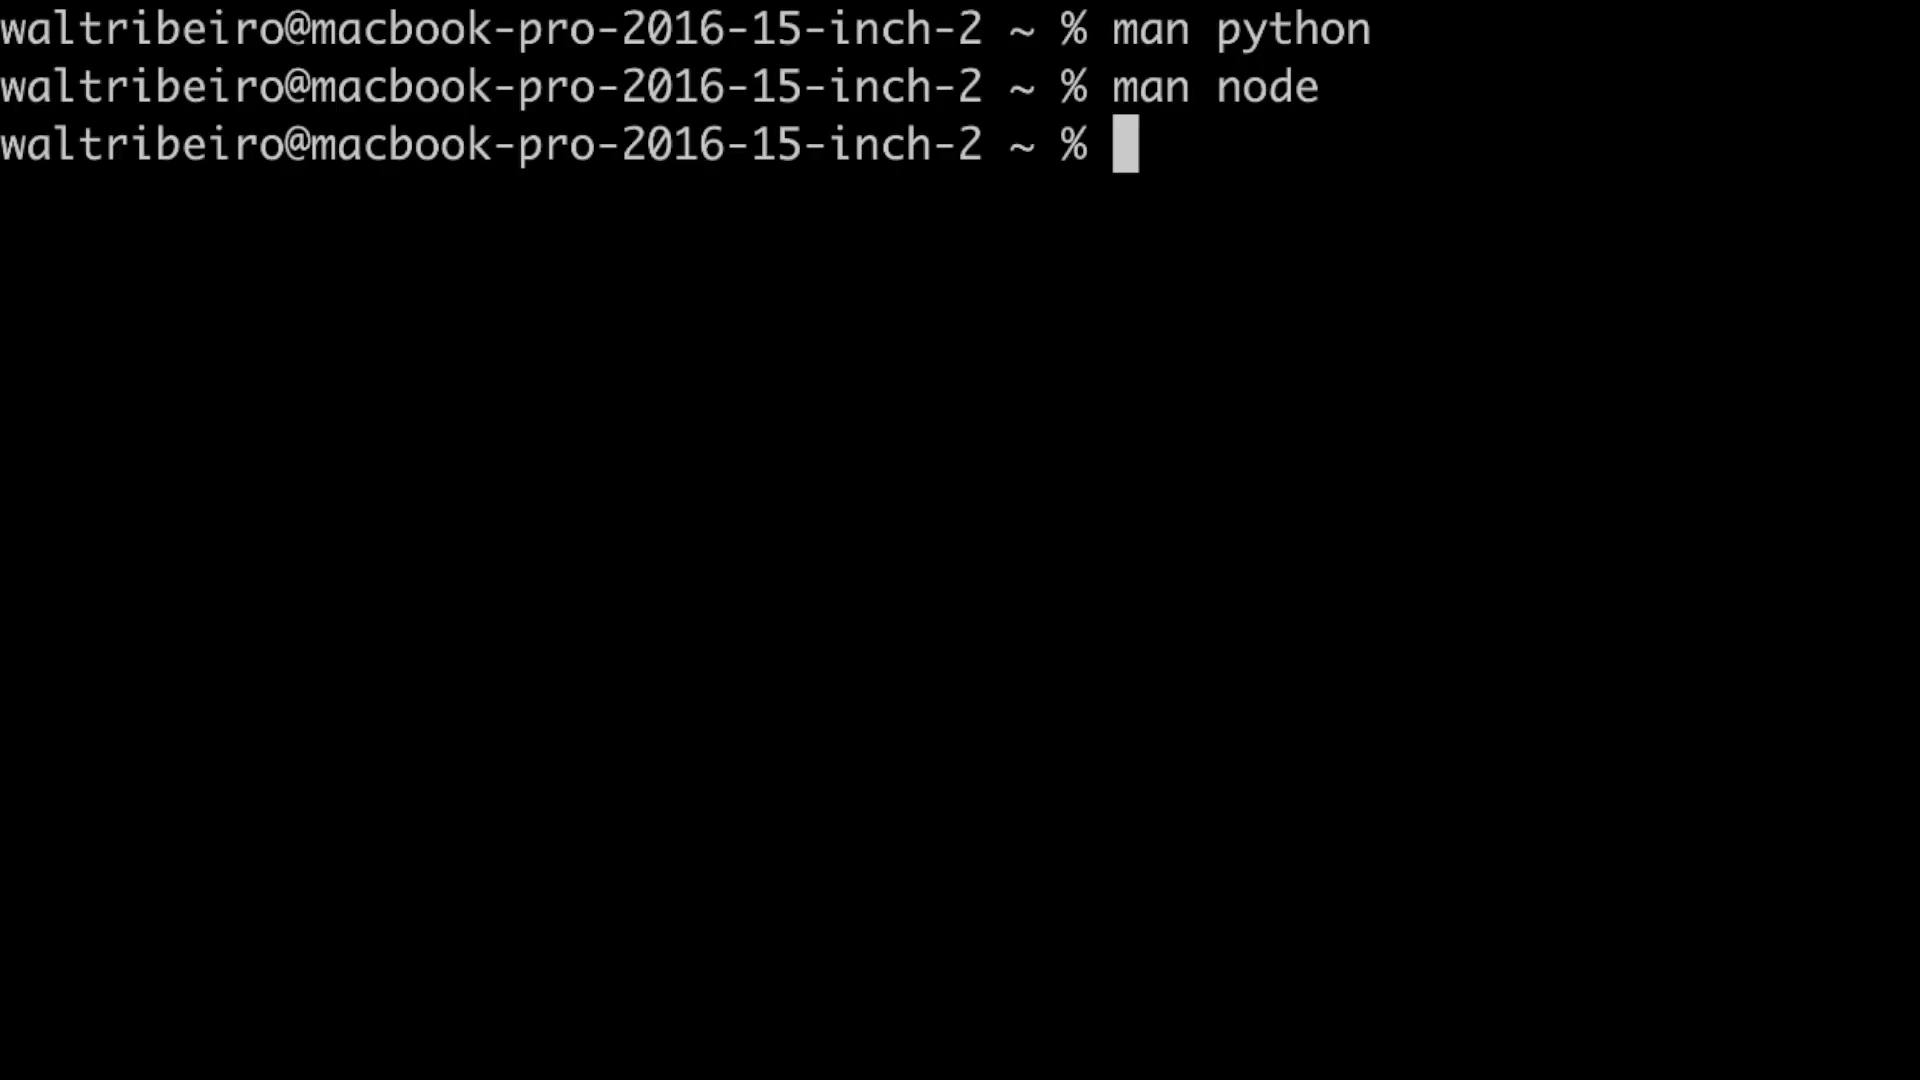 waltribeiro@macbook-pro-2016-15-inch-2 ~ % man python
waltribeiro@macbook-pro-2016-15-inch-2 ~ % man node
waltribeiro@macbook-pro-2016-15-inch-2 ~ %